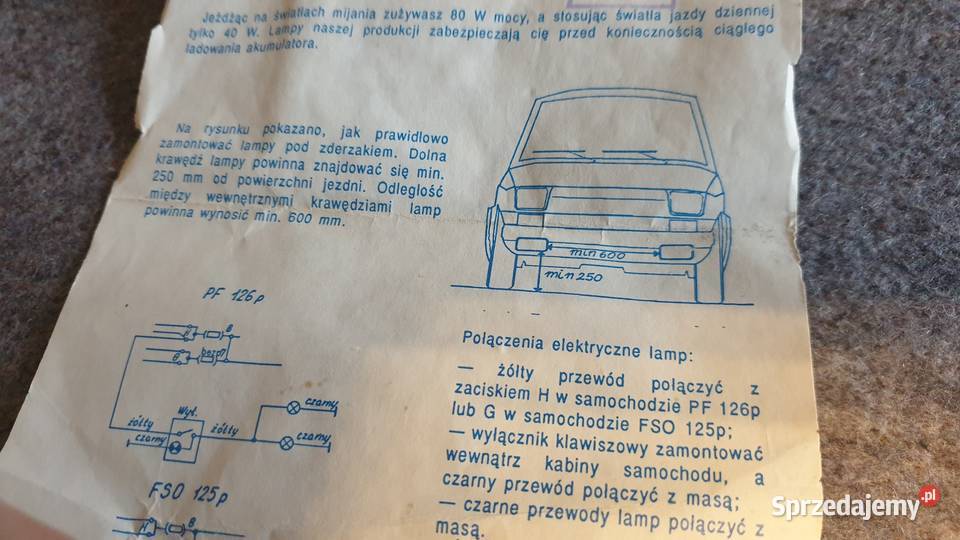 Jeżdżąc na światłach mijania zużywasz 80 W mocy, a stosując światła jazdy dziennej
tylko 40 W. Lampy naszej produkcji zabezpieczają cię przed koniecznością ciągłego
ładowania akumulatora.
Na rysunku pokazano, jak prawidłowo
zamontować lampy pod zderzakiem. Dolna
krawędź lampy powinna znajdować się min.
250 mm od powierzchni jezdni. Odległość
między wewnętrznymi krawędziami lamp
powinna wynosić min. 600 mm.
min 600
min 250
PF 126p
8
8
bezp.
Wył.
żółty
czarny
żółty
czarny
czarny
FSO 125p
8
Połączenia elektryczne lamp:
— żółty przewód połączyć z
zaciskiem H w samochodzie PF 126p
lub G w samochodzie FSO 125p;
— wyłącznik klawiszowy zamontować
wewnątrz kabiny samochodu, a
czarny przewód połączyć z masą;
— czarne przewody lamp połączyć z
masą.
Sprzedajemy.pl